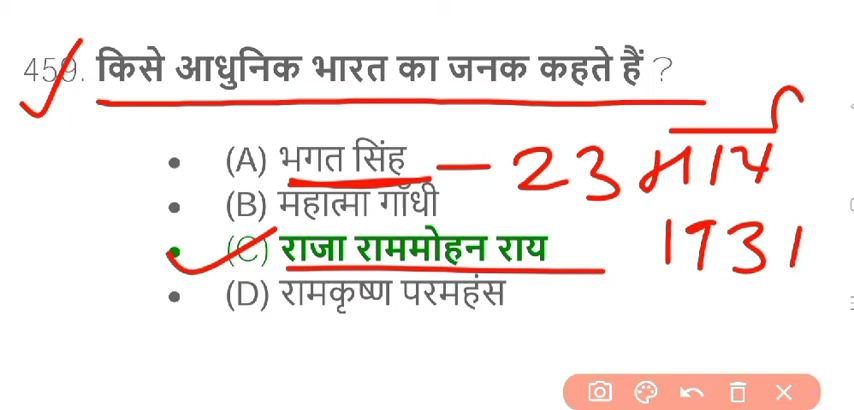 459. किसे आधुनिक भारत का जनक कहते हैं ?
(A) भगत सिंह — 23 मार्च
(B) महात्मा गाँधी
1931
(C) राजा राममोहन राय
(D) रामकृष्ण परमहंस